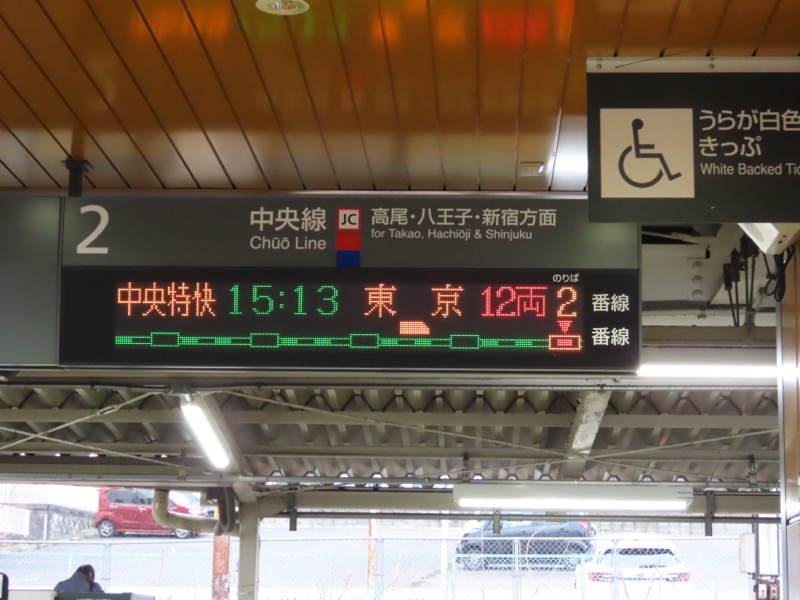 2
中央線
Chūō Line
JC
高尾・八王子・新宿方面
for Takao, Hachiōji & Shinjuku
中央特快 15:13 東京 12両 2 番線
のりば
番線
うらが白色
きっぷ
White Backed